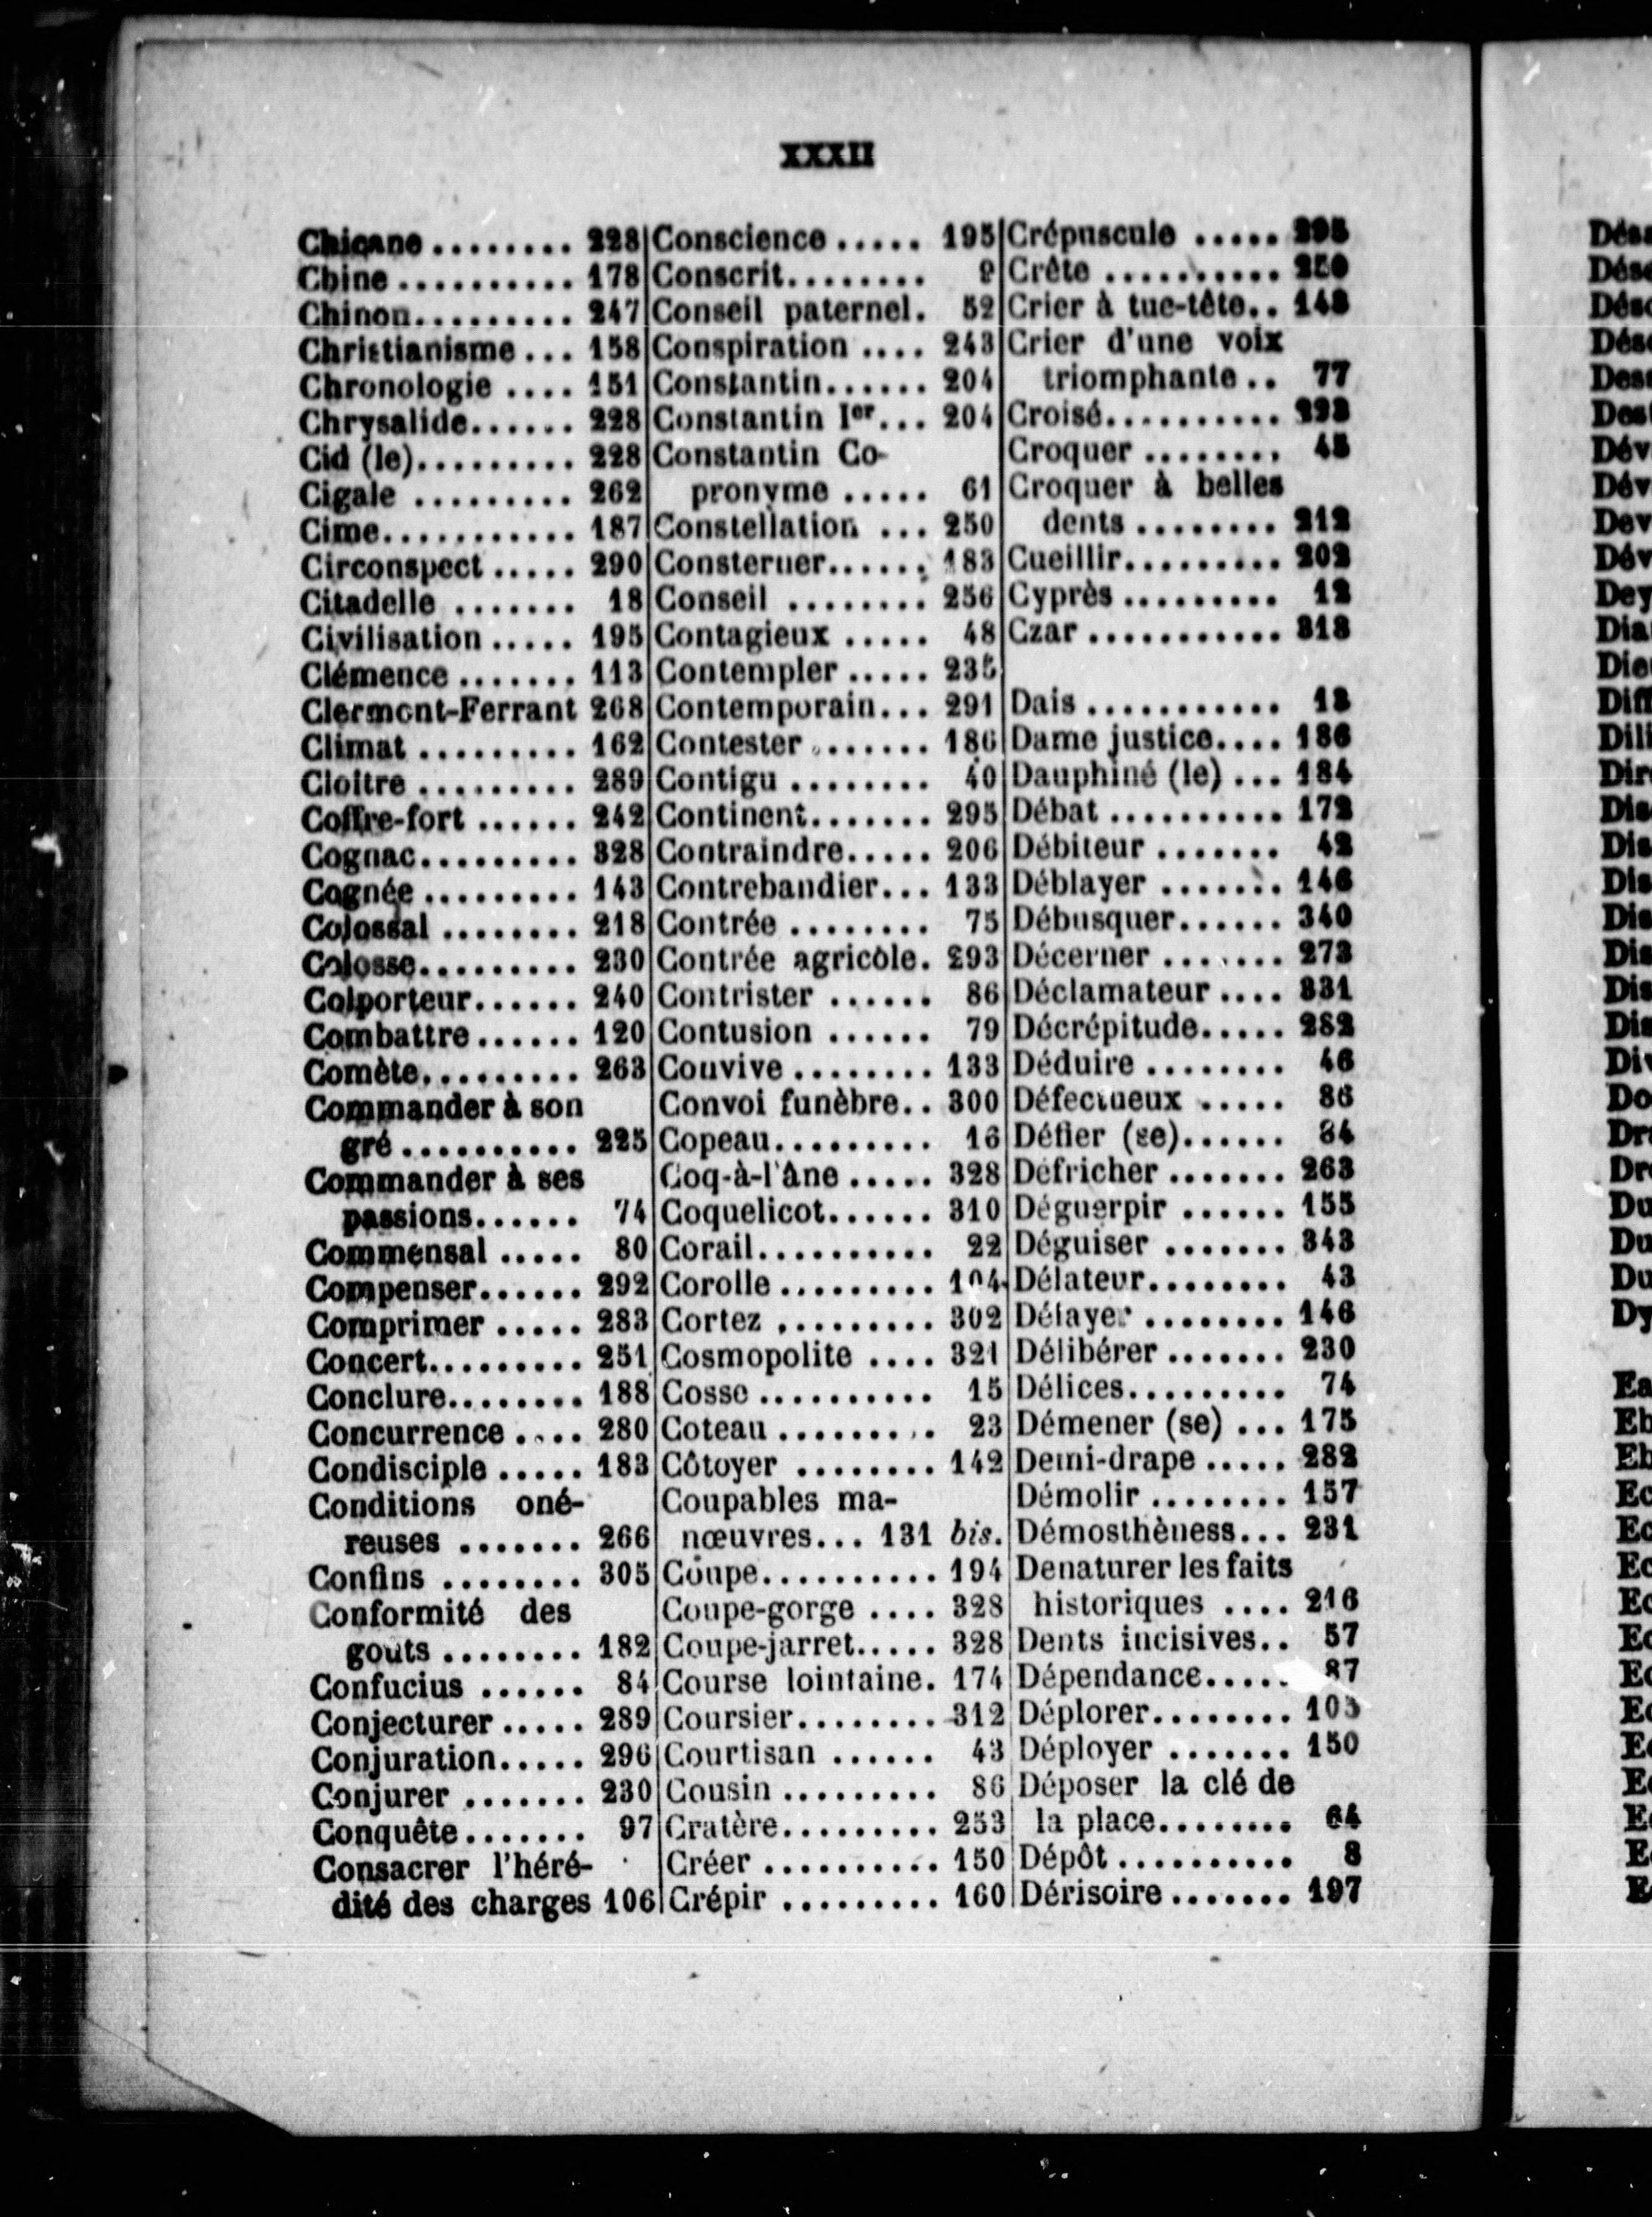 XXXII
Chicane ........ 228
Chine .......... 178
Chinon......... 247
Christianisme ... 158
Chronologie .... 151
Chrysalide...... 228
Cid (le)......... 228
Cigale ......... 262
Cime........... 187
Circonspect ..... 290
Citadelle ....... 18
Civilisation ..... 195
Clémence ....... 113
Clermont-Ferrant 268
Climat ......... 162
Cloître ......... 289
Coffre-fort ...... 242
Cognac......... 328
Cognée ......... 143
Colossal ........ 218
Colosse......... 230
Colporteur...... 240
Combattre...... 120
Comète......... 263
Commander à son
gré .......... 225
Commander à ses
passions...... 74
Commensal ..... 80
Compenser...... 292
Comprimer ..... 283
Concert......... 251
Conclure........ 188
Concurrence .... 280
Condisciple ..... 183
Conditions oné-
reuses ....... 266
Confins ........ 305
Conformité des
gouts ........ 182
Confucius ...... 84
Conjecturer ..... 289
Conjuration..... 296
Conjurer ....... 230
Conquête....... 97
Consacrer l'héré-
dité des charges 106
Conscience ..... 195
Conscrit........ 9
Conseil paternel. 52
Conspiration .... 243
Constantin...... 204
Constantin Ier... 204
Constantin Co-
pronyme ..... 61
Constellation ... 250
Consterner...... 183
Conseil ........ 256
Contagieux ..... 48
Contempler ..... 235
Contemporain... 291
Contester ....... 186
Contigu ........ 40
Continent....... 295
Contraindre..... 206
Contrebandier... 133
Contrée ........ 75
Contrée agricole. 293
Contrister ...... 86
Contusion ...... 79
Couvive ........ 133
Convoi funèbre.. 300
Copeau......... 16
Coq-à-l'âne ..... 328
Coquelicot...... 310
Corail.......... 22
Corolle ......... 104
Cortez ......... 302
Cosmopolite .... 321
Cosse .......... 15
Coteau ......... 23
Côtoyer ........ 142
Coupables ma-
nœuvres... 131 bis.
Coupe.......... 194
Coupe-gorge .... 328
Coupe-jarret..... 328
Course lointaine. 174
Coursier........ 312
Courtisan ...... 43
Cousin ......... 86
Cratère......... 253
Créer .......... 150
Crépir ......... 160
Crépuscule ..... 295
Crête .......... 250
Crier à tue-tête.. 148
Crier d'une voix
triomphante .. 77
Croisé..........
Croquer ........ 45
Croquer à belles
dents ........ 212
Cueillir......... 202
Cyprès ......... 12
Czar ........... 318
Dais ........... 13
Dame justice.... 186
Dauphiné (le) ... 184
Débat .......... 172
Débiteur ....... 42
Déblayer ....... 146
Débusquer...... 340
Décerner ....... 273
Déclamateur .... 331
Décrépitude..... 282
Déduire ........ 46
Défectueux ..... 86
Défier (se)...... 84
Défricher ....... 263
Déguerpir ...... 155
Déguiser ....... 343
Délateur........ 43
Délayer ........ 146
Délibérer ....... 230
Délices......... 74
Démener (se) ... 175
Demi-drape ..... 282
Démolir ........ 157
Démosthèness... 231
Denaturer les faits
historiques .... 216
Dents incisives.. 57
Dépendance..... 87
Déplorer........ 103
Déployer ....... 150
Déposer la clé de
la place........ 64
Dépôt .......... 8
Dérisoire ....... 197